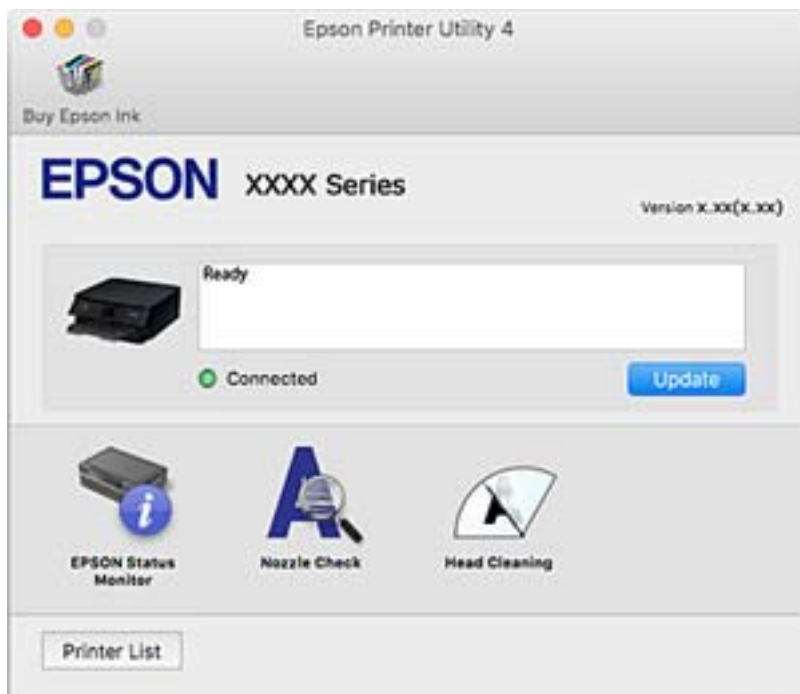 Epson Printer Utility 4
Buy Epson Ink
EPSON XXXX Series
Version x.xx(x.xx)
Ready
Connected
Update
EPSON Status
Monitor
Nozzle Check
Head Cleaning
Printer List